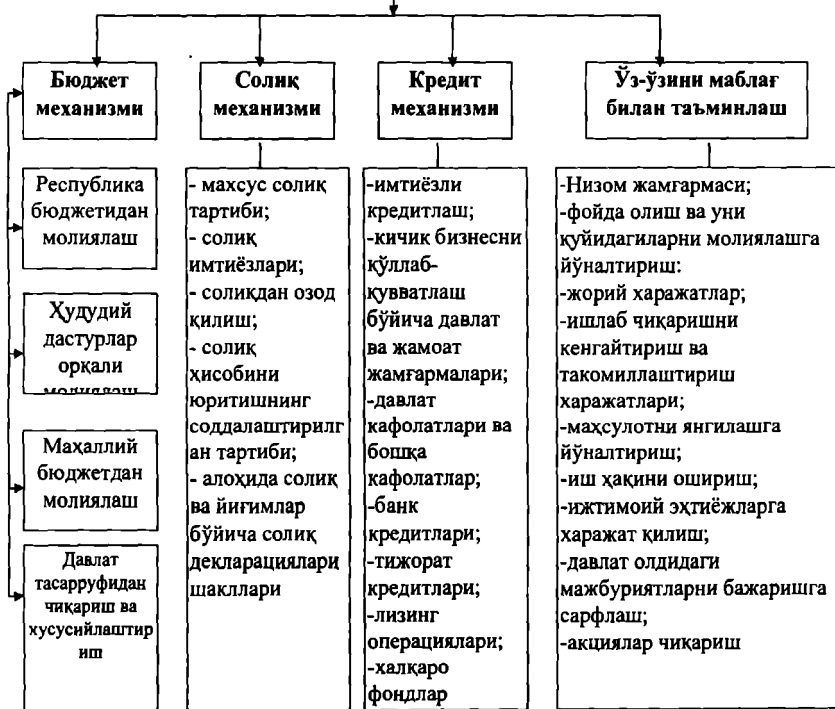 Бюджет
механизми
Солиқ
механизми
Кредит
механизми
Ўз-ўзини маблағ
билан таъминлаш
Республика
бюджетидан
молиялаш
Ҳудудий
дастурлар
орқали
молиялаш
Маҳаллий
бюджетдан
молиялаш
Давлат
тасарруфидан
чиқариш ва
хусусийлаштир
иш
- махсус солиқ
тартиби;
- солиқ
имтиёзлари;
- солиқдан озод
қилиш;
- солиқ
ҳисобини
юритишнинг
соддалаштирилг
ан тартиби;
- алоҳида солиқ
ва йиғимлар
бўйича солиқ
декларациялари
шакллари
-имтиёзли
кредитлаш;
-кичик бизнесни
қўллаб-
қувватлаш
бўйича давлат
ва жамоат
жамғармалари;
-давлат
кафолатлари ва
бошқа
кафолатлар;
-банк
кредитлари;
-тижорат
кредитлари;
-лизинг
операциялари;
-халқаро
фондлар
-Низом жамғармаси;
-фойда олиш ва уни
қуйидагиларни молиялашга
йўналтириш:
-жорий харажатлар;
-ишлаб чиқаришни
кенгайтириш ва
такомиллаштириш
харажатлари;
-маҳсулотни янгилашга
йўналтириш;
-иш ҳақини ошириш;
-ижтимоий эҳтиёжларга
харажат қилиш;
-давлат олдидаги
мажбуриятларни бажаришга
сарфлаш;
-акциялар чиқариш